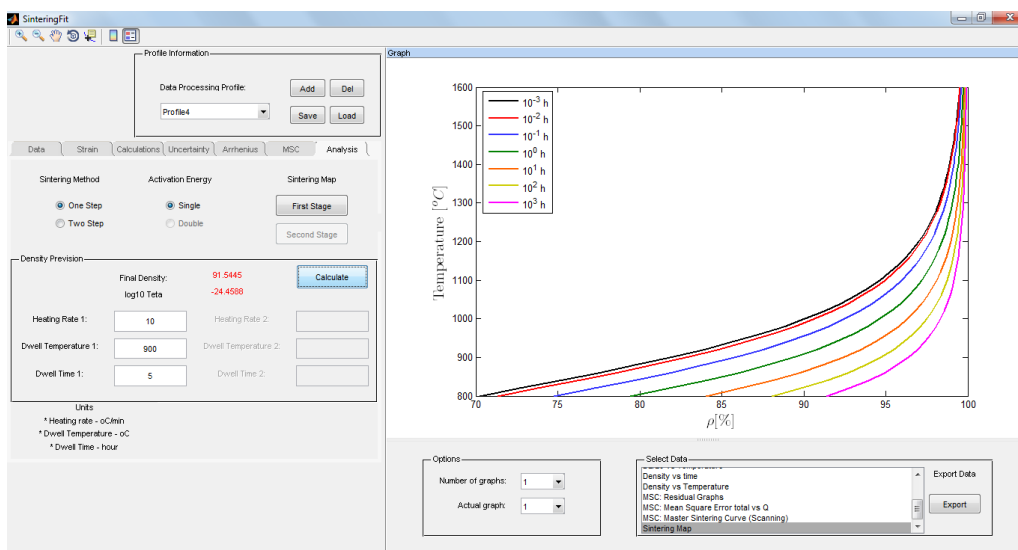 SinteringFit
Profile Information
Data Processing Profile:
Add
Del
Profile4
Save
Load
Data
Strain
Calculations
Uncertainty
Arrhenius
MSC
Analysis
Sintering Method
Activation Energy
Sintering Map
One Step
Single
First Stage
Two Step
Double
Second Stage
Density Prevision
Final Density:
91.5445
Calculate
log10 Teta
-24.4588
Heating Rate 1:
10
Heating Rate 2:
Dwell Temperature 1:
900
Dwell Temperature 2:
Dwell Time 1:
5
Dwell Time 2:
Units
* Heating rate - oC/min
* Dwell Temperature - oC
* Dwell Time - hour
Graph
1600
1500
1400
1300
1200
1100
1000
900
800
Temperature [°C]
10⁻³ h
10⁻² h
10⁻¹ h
10⁰ h
10¹ h
10² h
10³ h
70
75
80
85
90
95
100
ρ[%]
Options
Number of graphs:
1
Actual graph:
1
Select Data
Density vs time
Density vs Temperature
MSC: Residual Graphs
MSC: Mean Square Error total vs Q
MSC: Master Sintering Curve (Scanning)
Sintering Map
Export Data
Export